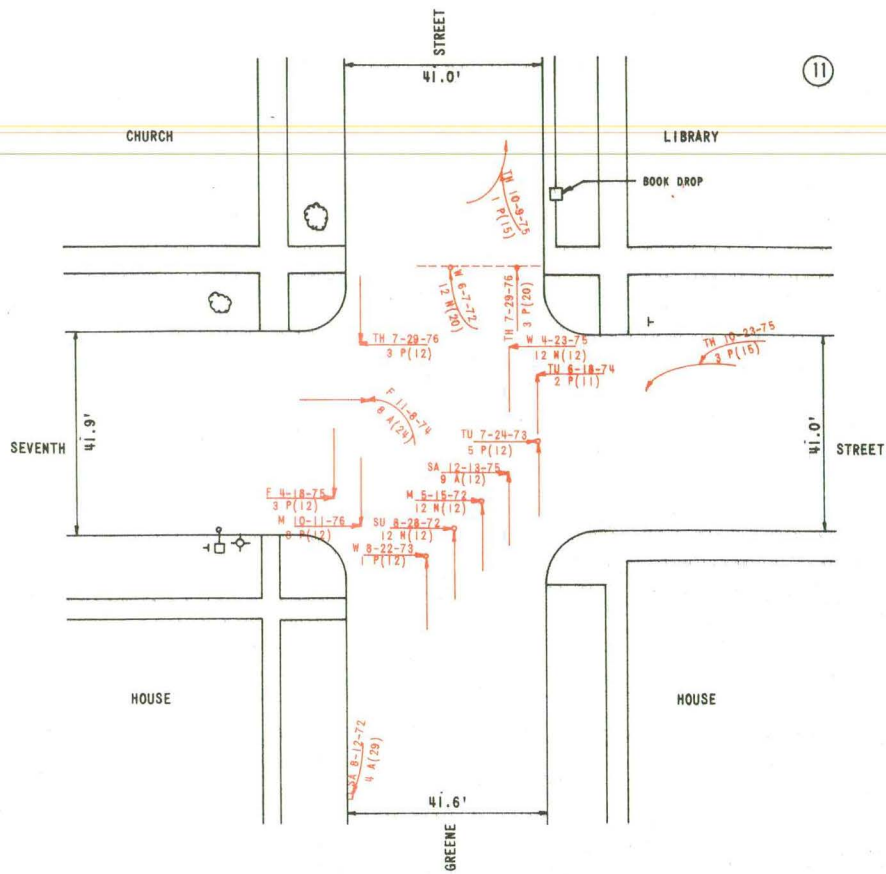 STREET
41.0'
11
CHURCH
LIBRARY
BOOK DROP
TH 10-9-75
1 P(15)
W 6-7-72
12 N(20)
TH 7-29-76
3 P(20)
TH 7-29-76
3 P(12)
W 4-23-75
12 N(12)
TU 6-18-74
2 P(11)
TH 10-23-75
3 P(15)
F 11-8-74
8 A(24)
SEVENTH
41.9'
41.0'
STREET
TU 7-24-73
5 P(12)
SA 12-13-75
9 A(12)
F 4-18-75
3 P(12)
M 5-15-72
12 N(12)
M 10-11-76
P(12)
SU 8-28-72
12 N(12)
W 8-22-73
1 P(12)
HOUSE
HOUSE
SA 8-12-72
4 A(29)
41.6'
GREENE